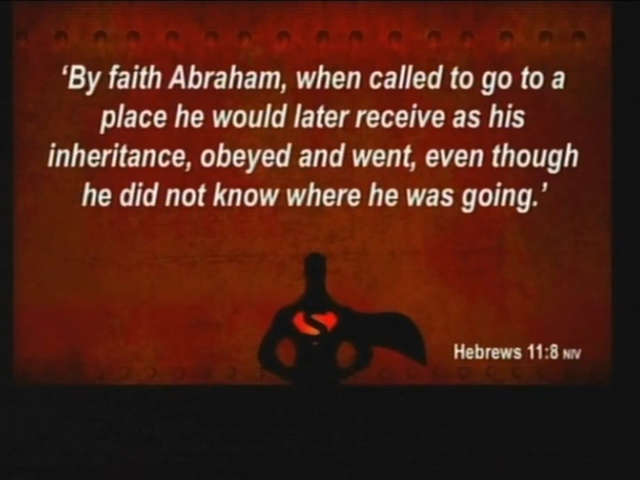 ‘By faith Abraham, when called to go to a
place he would later receive as his
inheritance, obeyed and went, even though
he did not know where he was going.’
S
Hebrews 11:8 NIV